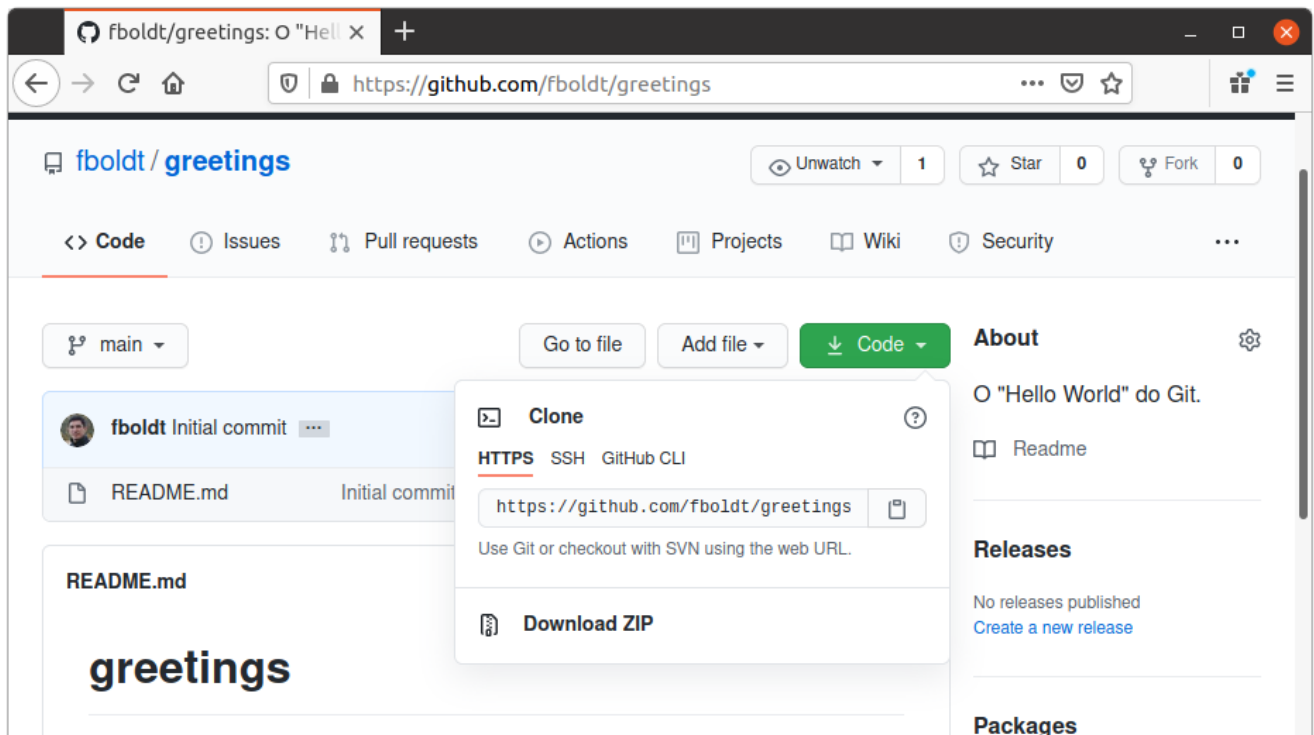 fboldt/greetings: O "Hell
https://github.com/fboldt/greetings
fboldt / greetings
Unwatch 1 Star 0 Fork 0
Code Issues Pull requests Actions Projects Wiki Security
main Go to file Add file Code
About
O "Hello World" do Git.
Readme
fboldt Initial commit
README.md Initial commit
Clone
HTTPS SSH GitHub CLI
https://github.com/fboldt/greetings
Use Git or checkout with SVN using the web URL.
Download ZIP
Releases
No releases published
Create a new release
README.md
greetings
Packages